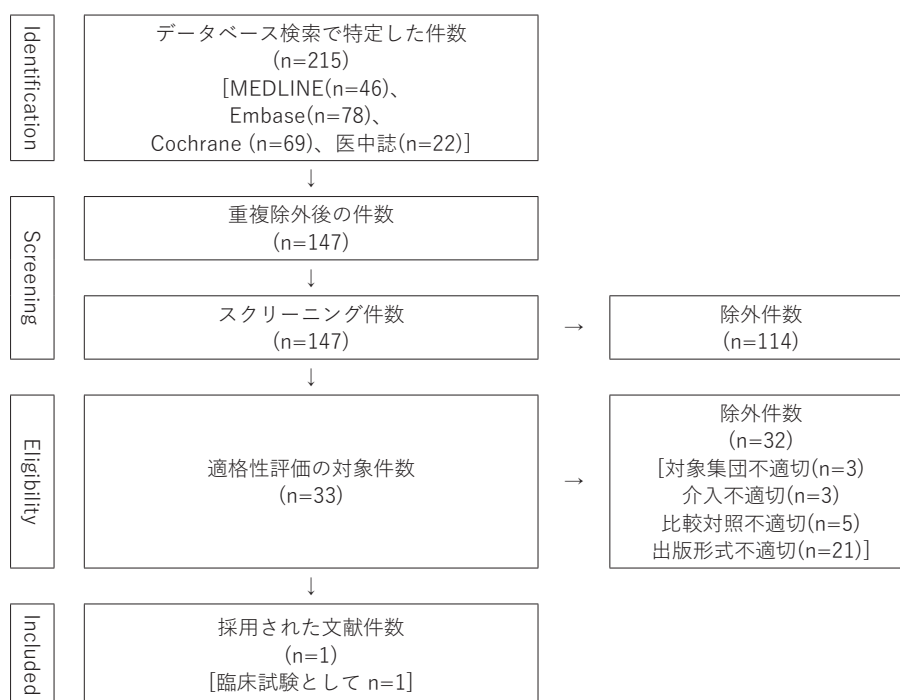 Identification
データベース検索で特定した件数
(n=215)
[MEDLINE(n=46)、
Embase(n=78)、
Cochrane (n=69)、医中誌(n=22)]
↓
Screening
重複除外後の件数
(n=147)
↓
スクリーニング件数
(n=147)
→
除外件数
(n=114)
↓
Eligibility
適格性評価の対象件数
(n=33)
→
除外件数
(n=32)
[対象集団不適切(n=3)
介入不適切(n=3)
比較対照不適切(n=5)
出版形式不適切(n=21)]
↓
Included
採用された文献件数
(n=1)
[臨床試験として n=1]